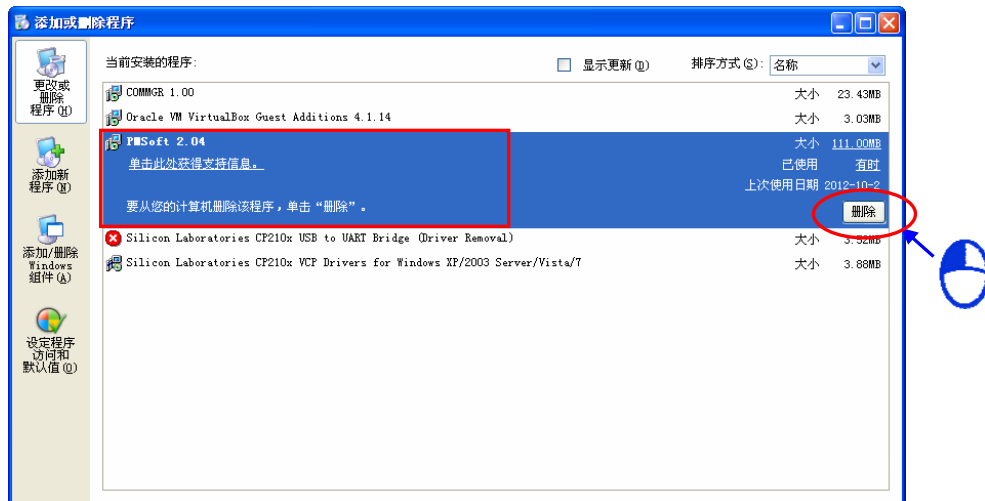 添加或删除程序
当前安装的程序:
显示更新(D)
排序方式(S): 名称
更改或
删除
程序(H)
添加新
程序(N)
添加/删除
Windows
组件(A)
设定程序
访问和
默认值(O)
COMMGR 1.00 大小 23.43MB
Oracle VM VirtualBox Guest Additions 4.1.14 大小 3.03MB
PMSoft 2.04 大小 111.00MB
单击此处获得支持信息。 已使用 有时
上次使用日期 2012-10-2
要从您的计算机删除该程序，单击“删除”。 删除
Silicon Laboratories CP210x USB to UART Bridge (Driver Removal) 大小 3.52MB
Silicon Laboratories CP210x VCP Drivers for Windows XP/2003 Server/Vista/7 大小 3.88MB